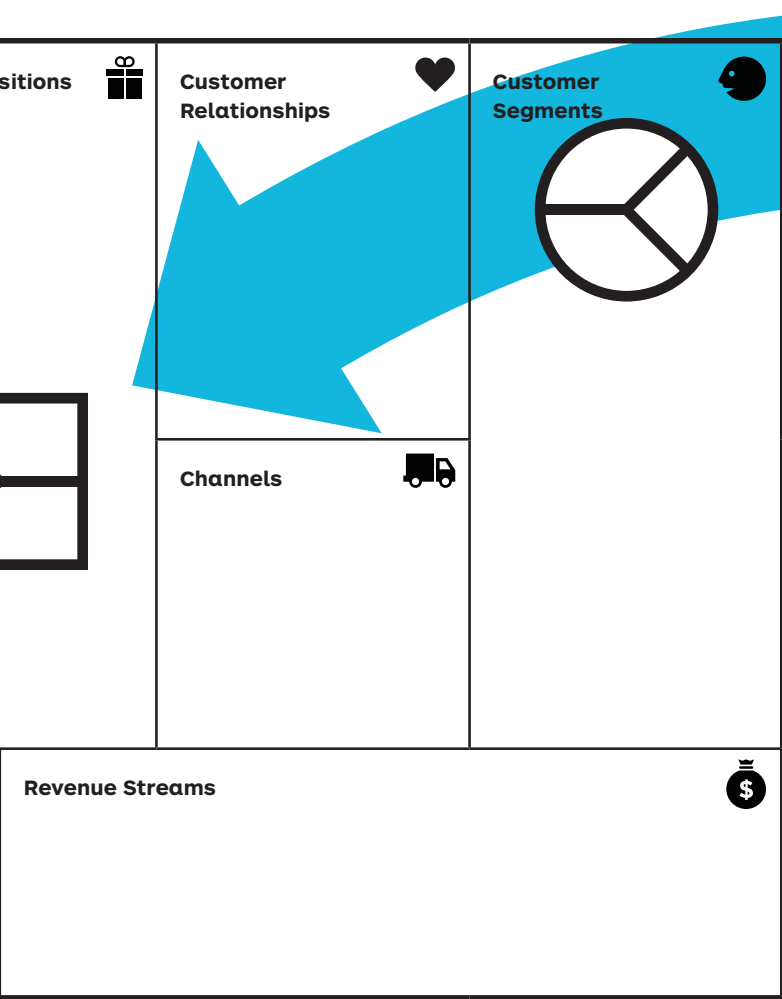 sitions
Customer
Relationships
Customer
Segments
Channels
Revenue Streams
$